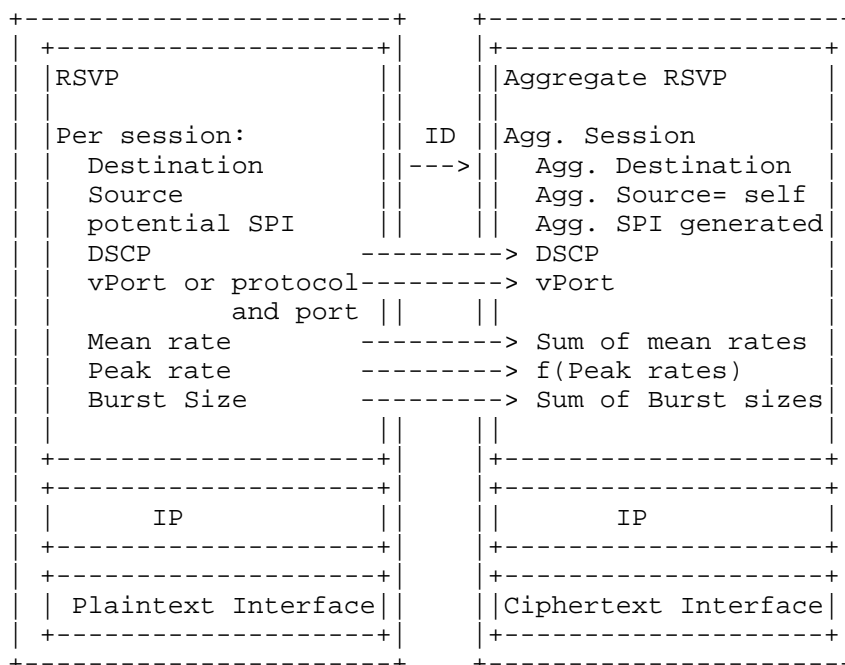 RSVP Aggregate RSVP
Per session: ID Agg. Session
Destination ---> Agg. Destination
Source Agg. Source= self
potential SPI Agg. SPI generated
DSCP ---------> DSCP
vPort or protocol---------> vPort
and port
Mean rate ---------> Sum of mean rates
Peak rate ---------> f(Peak rates)
Burst Size ---------> Sum of Burst sizes
IP IP
Plaintext Interface Ciphertext Interface